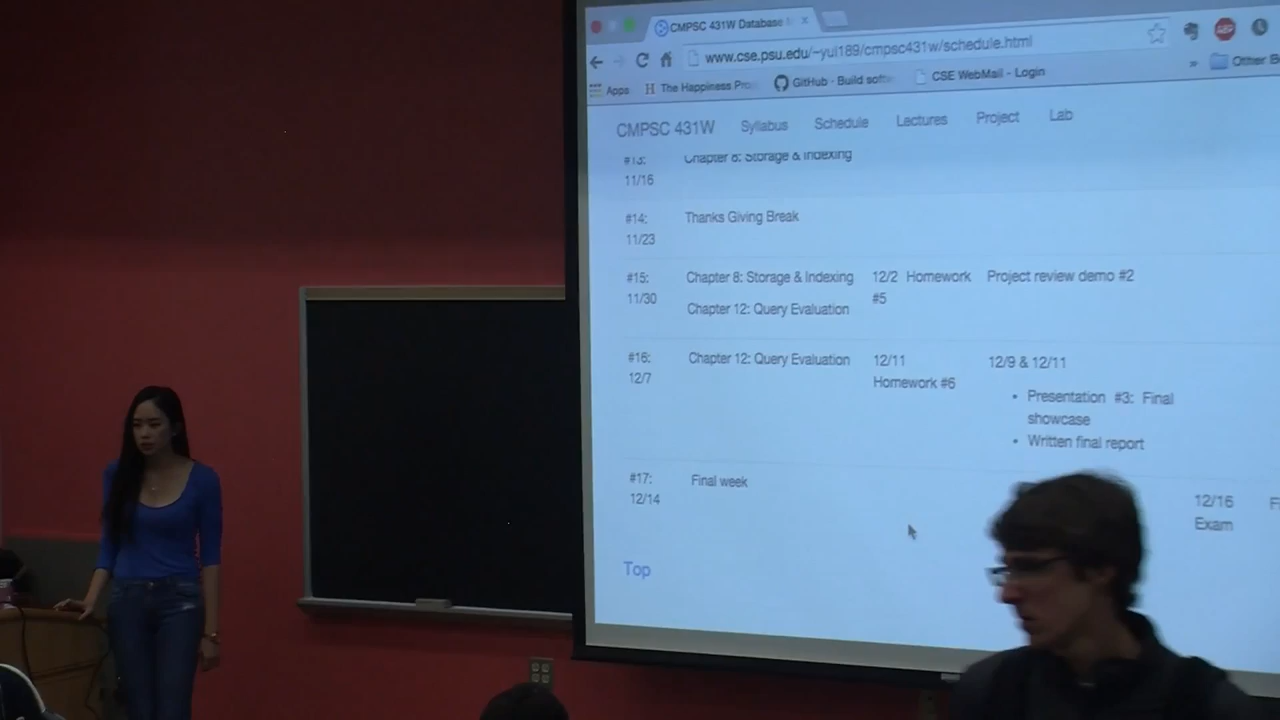 CMPSC 431W Database
www.cse.psu.edu/~yul189/cmpsc431w/schedule.html
Apps H The Happiness Pro GitHub · Build softw CSE WebMail - Login » Other B
CMPSC 431W Syllabus Schedule Lectures Project Lab
#13: Chapter 8: Storage & Indexing
11/16
#14: Thanks Giving Break
11/23
#15: Chapter 8: Storage & Indexing 12/2 Homework Project review demo #2
11/30 #5
Chapter 12: Query Evaluation
#16: Chapter 12: Query Evaluation 12/11 12/9 & 12/11
12/7 Homework #6
• Presentation #3: Final
showcase
• Written final report
#17: Final week 12/16
12/14 Exam
Top